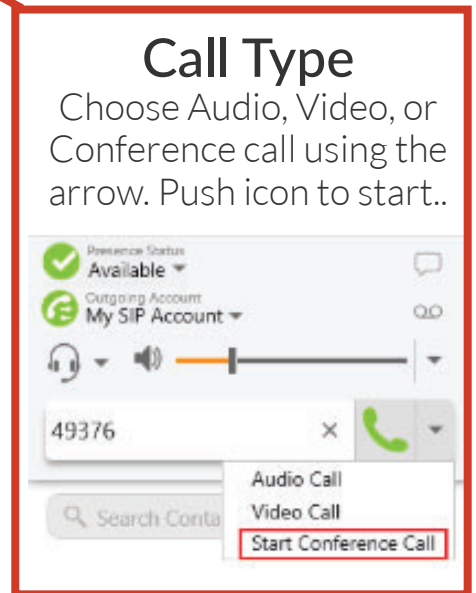 Call Type
Choose Audio, Video, or
Conference call using the
arrow. Push icon to start..
Presence Status
Available
Outgoing Account
My SIP Account
49376
Audio Call
Search Conta
Video Call
Start Conference Call